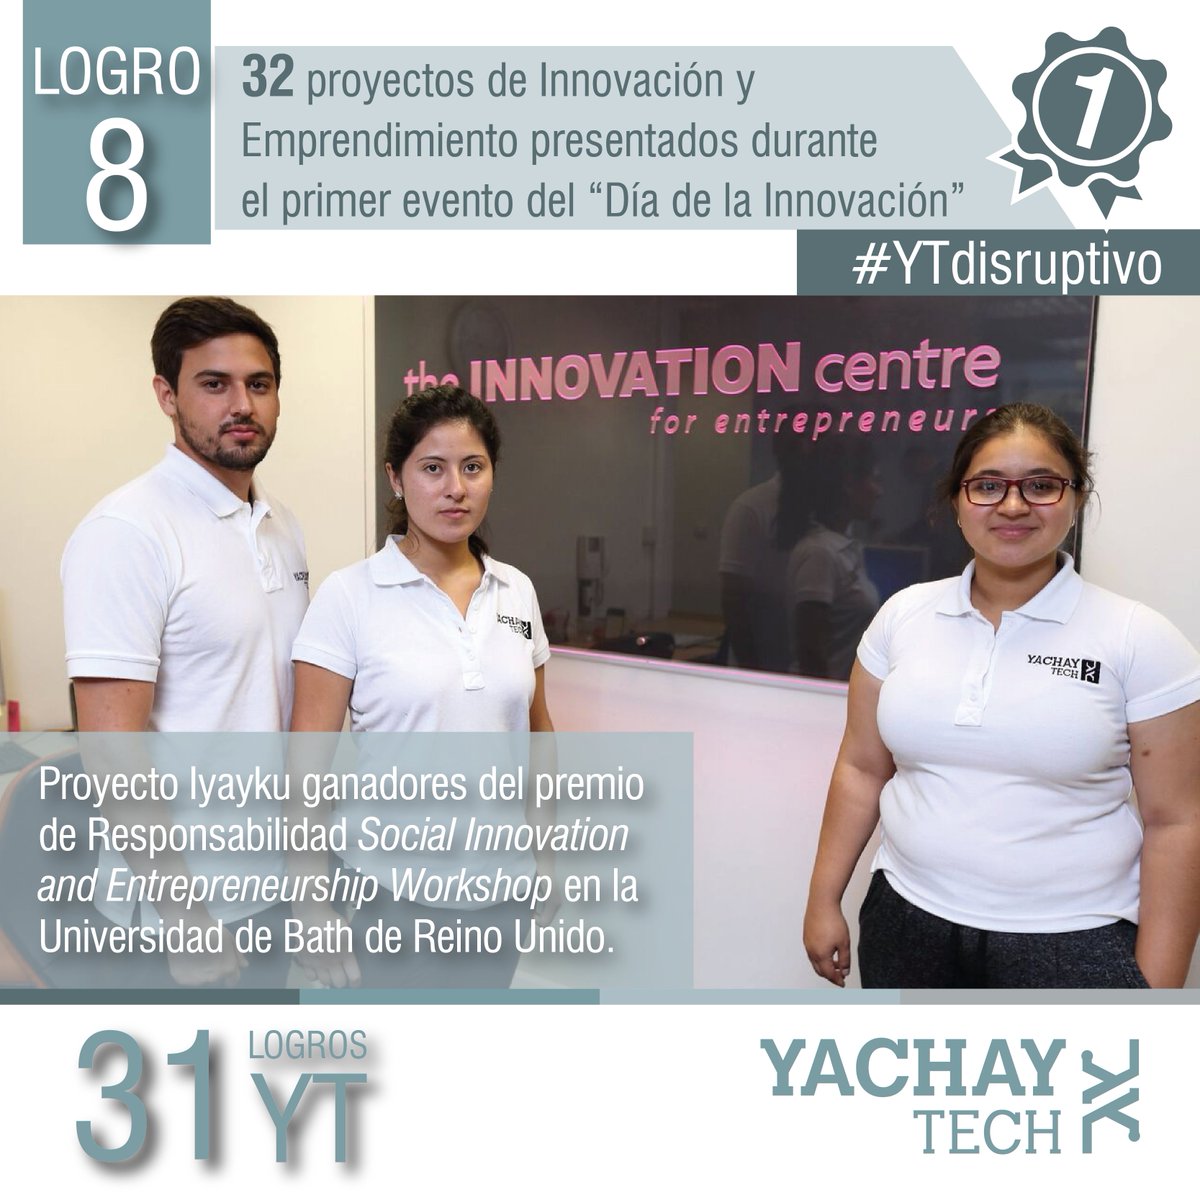 LOGRO
8
32 proyectos de Innovación y
Emprendimiento presentados durante
el primer evento del “Día de la Innovación”
1
#YTdisruptivo
the INNOVATION centre
for entrepreneurs
YACHAY
YACHAY
TECH
YACHAY
TECH
Proyecto Iyayku ganadores del premio
de Responsabilidad Social Innovation
and Entrepreneurship Workshop en la
Universidad de Bath de Reino Unido.
31 LOGROS
YT
YACHAY
TECH